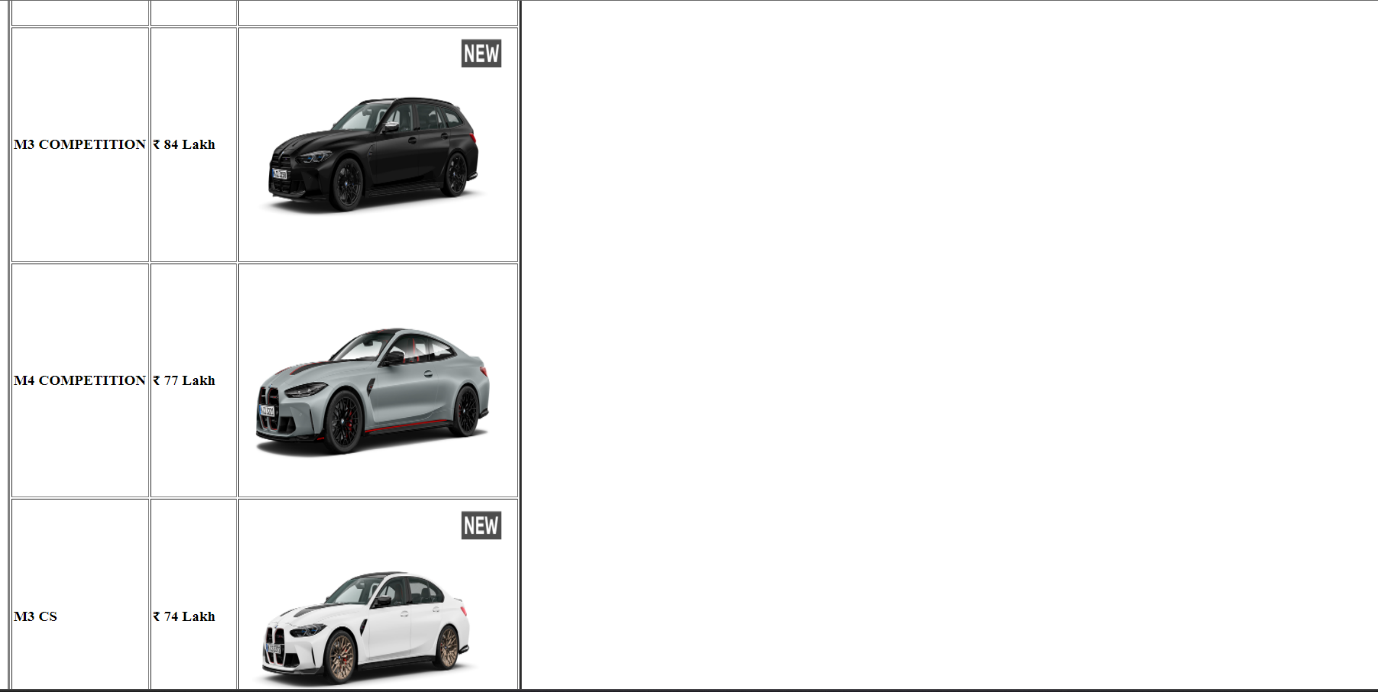 NEW
M3 COMPETITION ₹ 84 Lakh
M4 COMPETITION ₹ 77 Lakh
NEW
M3 CS ₹ 74 Lakh